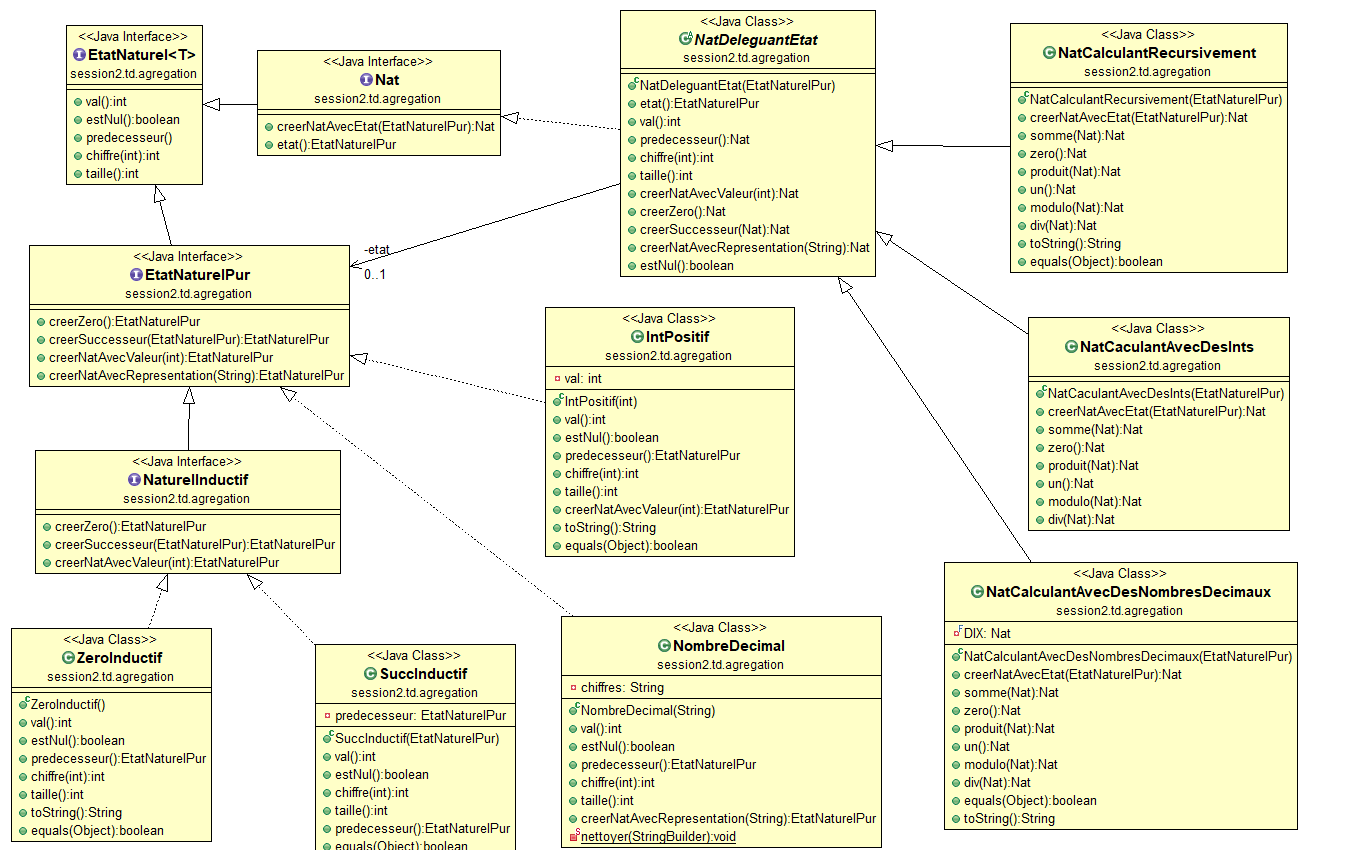 <<Java Interface>>
EtatNaturel<T>
session2.td.agregation
val():int
estNul():boolean
predecesseur()
chiffre(int):int
taille():int
<<Java Interface>>
Nat
session2.td.agregation
creerNatAvecEtat(EtatNaturelPur):Nat
etat():EtatNaturelPur
<<Java Class>>
NatDeleguantEtat
session2.td.agregation
NatDeleguantEtat(EtatNaturelPur)
etat():EtatNaturelPur
val():int
predecesseur():Nat
chiffre(int):int
taille():int
creerNatAvecValeur(int):Nat
creerZero():Nat
creerSuccesseur(Nat):Nat
creerNatAvecRepresentation(String):Nat
estNul():boolean
<<Java Class>>
NatCalculantRecursivement
session2.td.agregation
NatCalculantRecursivement(EtatNaturelPur)
creerNatAvecEtat(EtatNaturelPur):Nat
somme(Nat):Nat
zero():Nat
produit(Nat):Nat
un():Nat
modulo(Nat):Nat
div(Nat):Nat
toString():String
equals(Object):boolean
-etat
0..1
<<Java Interface>>
EtatNaturelPur
session2.td.agregation
creerZero():EtatNaturelPur
creerSuccesseur(EtatNaturelPur):EtatNaturelPur
creerNatAvecValeur(int):EtatNaturelPur
creerNatAvecRepresentation(String):EtatNaturelPur
<<Java Class>>
IntPositif
session2.td.agregation
val: int
IntPositif(int)
val():int
estNul():boolean
predecesseur():EtatNaturelPur
chiffre(int):int
taille():int
creerNatAvecValeur(int):EtatNaturelPur
toString():String
equals(Object):boolean
<<Java Class>>
NatCaculantAvecDesInts
session2.td.agregation
NatCaculantAvecDesInts(EtatNaturelPur)
creerNatAvecEtat(EtatNaturelPur):Nat
somme(Nat):Nat
zero():Nat
produit(Nat):Nat
un():Nat
modulo(Nat):Nat
div(Nat):Nat
<<Java Interface>>
NaturelInductif
session2.td.agregation
creerZero():EtatNaturelPur
creerSuccesseur(EtatNaturelPur):EtatNaturelPur
creerNatAvecValeur(int):EtatNaturelPur
<<Java Class>>
NatCalculantAvecDesNombresDecimaux
session2.td.agregation
DIX: Nat
NatCalculantAvecDesNombresDecimaux(EtatNaturelPur)
creerNatAvecEtat(EtatNaturelPur):Nat
somme(Nat):Nat
zero():Nat
produit(Nat):Nat
un():Nat
modulo(Nat):Nat
div(Nat):Nat
equals(Object):boolean
toString():String
<<Java Class>>
ZeroInductif
session2.td.agregation
ZeroInductif()
val():int
estNul():boolean
predecesseur():EtatNaturelPur
chiffre(int):int
taille():int
toString():String
equals(Object):boolean
<<Java Class>>
SuccInductif
session2.td.agregation
predecesseur: EtatNaturelPur
SuccInductif(EtatNaturelPur)
val():int
estNul():boolean
chiffre(int):int
taille():int
predecesseur():EtatNaturelPur
equals(Object):boolean
<<Java Class>>
NombreDecimal
session2.td.agregation
chiffres: String
NombreDecimal(String)
val():int
estNul():boolean
predecesseur():EtatNaturelPur
chiffre(int):int
taille():int
creerNatAvecRepresentation(String):EtatNaturelPur
nettoyer(StringBuilder):void